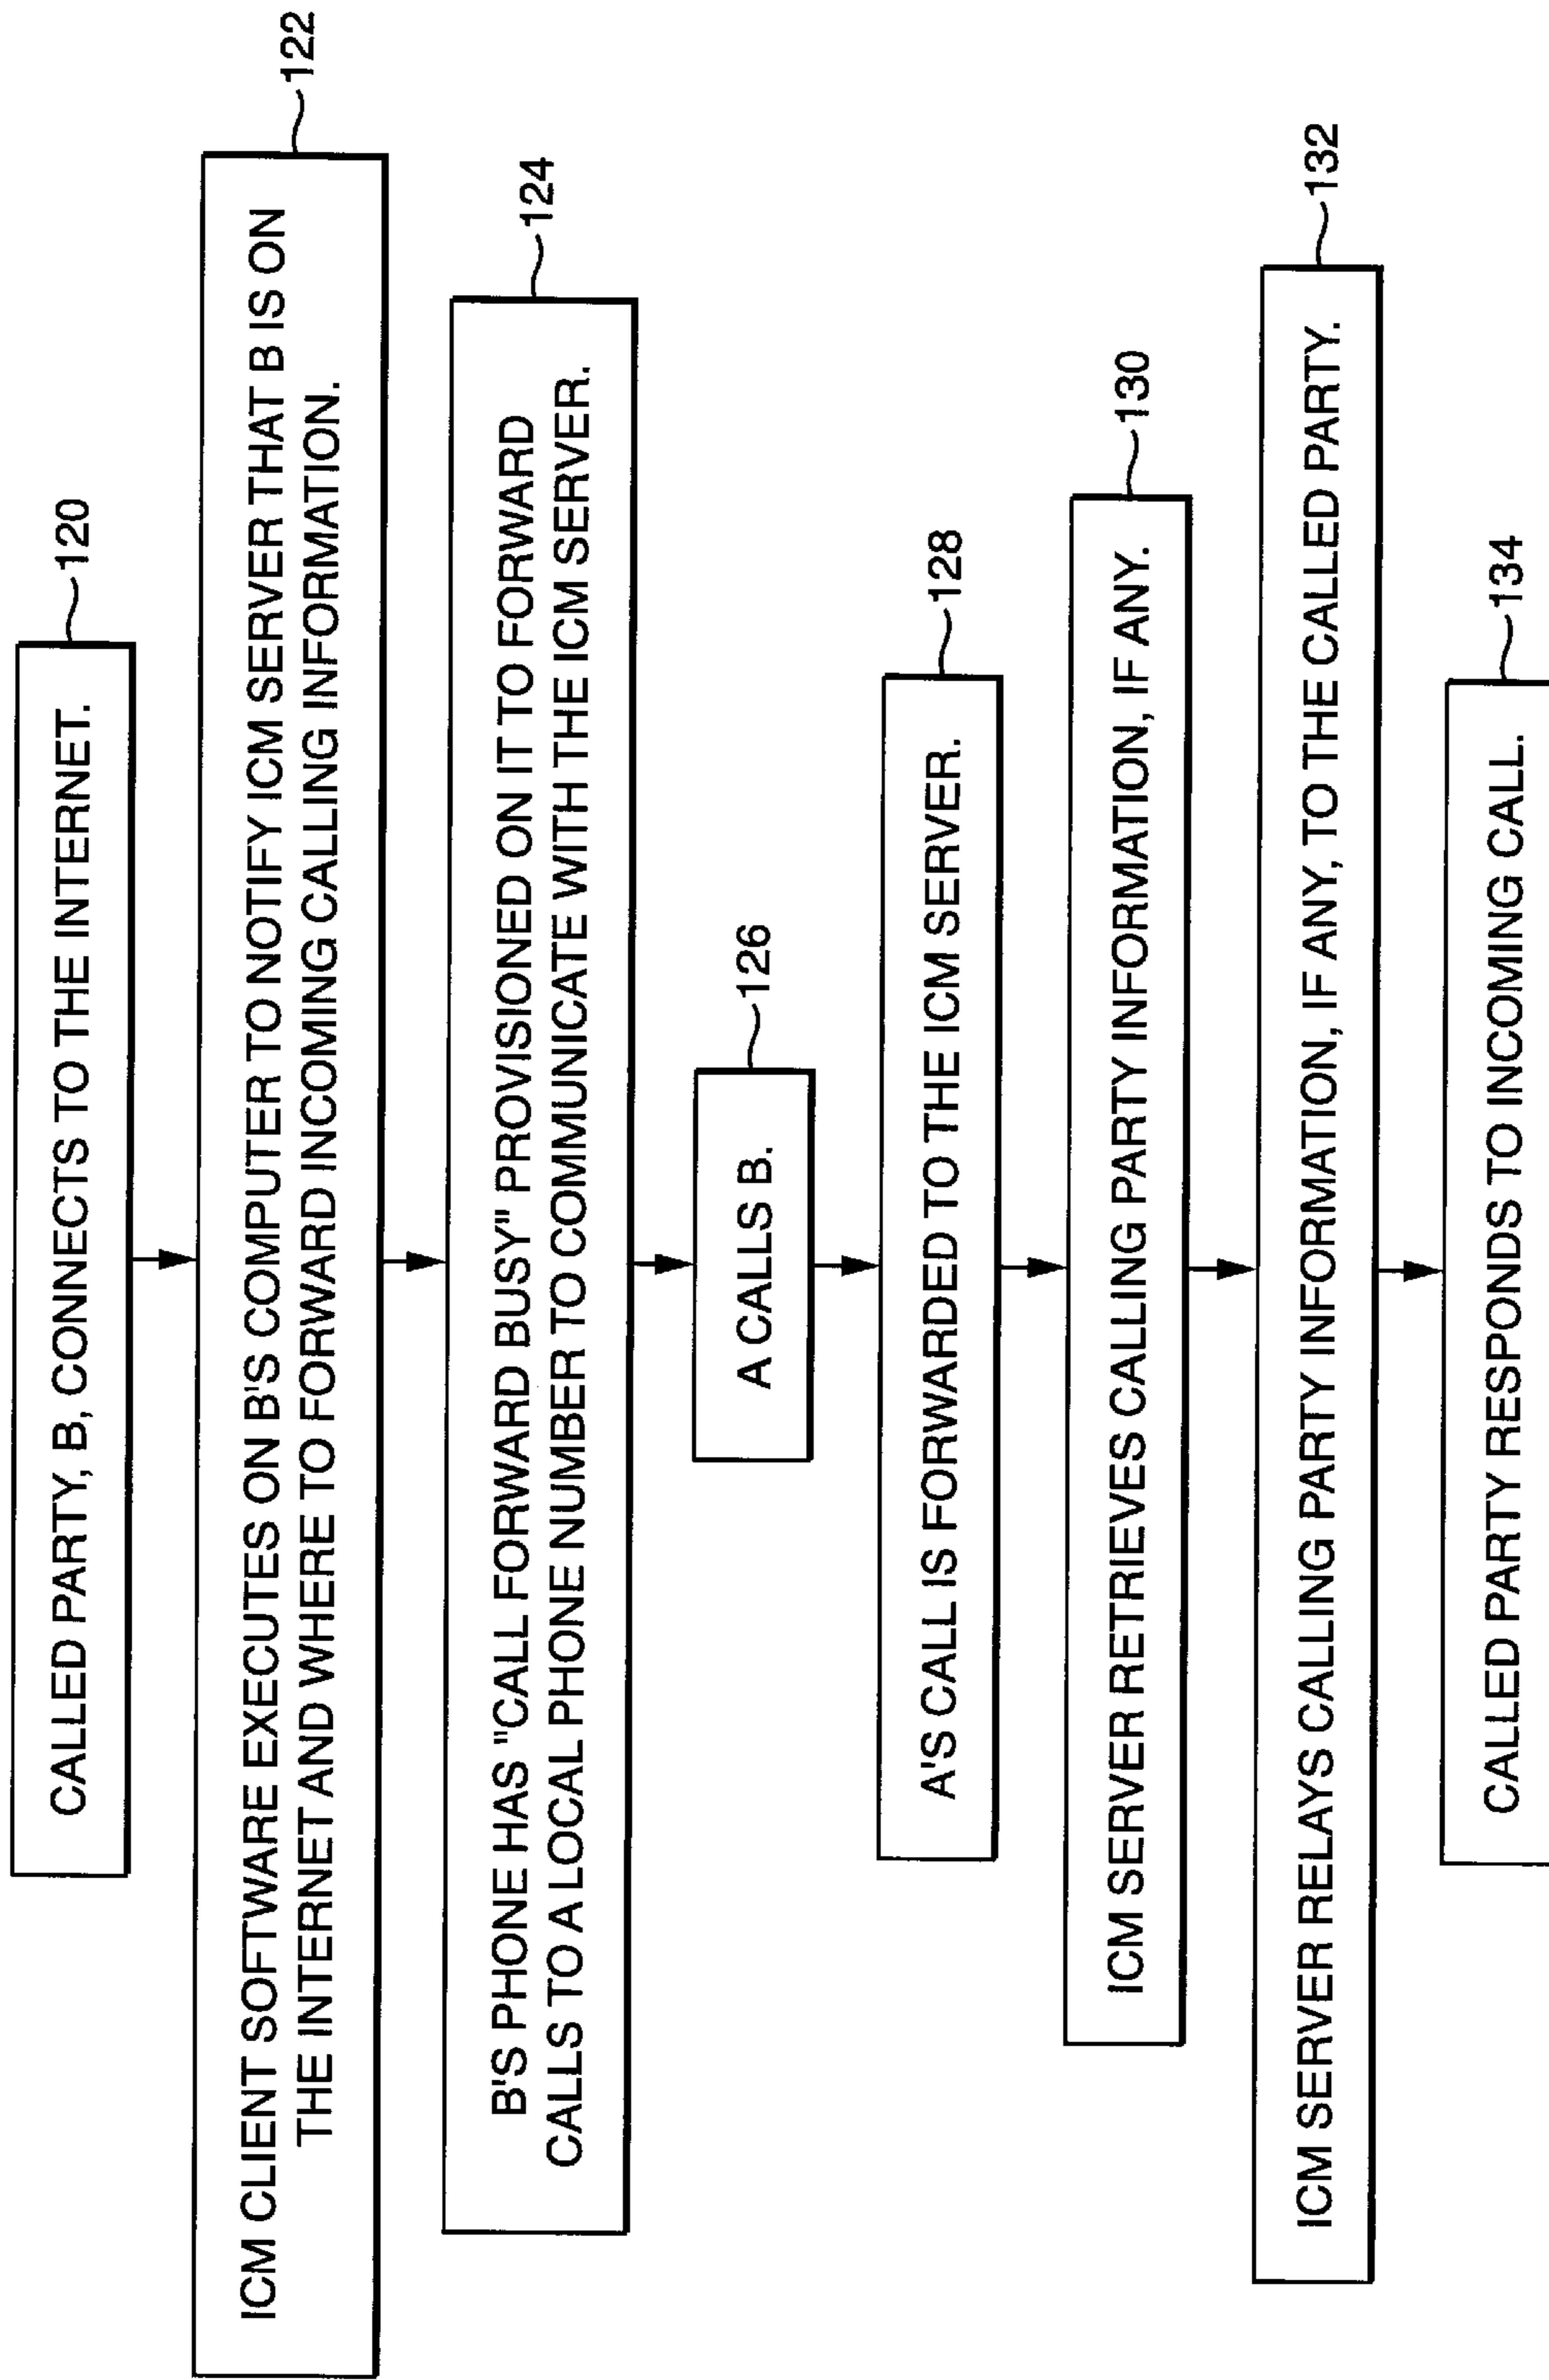 CALLED PARTY, B, CONNECTS TO THE INTERNET.
120
ICM CLIENT SOFTWARE EXECUTES ON B'S COMPUTER TO NOTIFY ICM SERVER THAT B IS ON
THE INTERNET AND WHERE TO FORWARD INCOMING CALLING INFORMATION.
122
B'S PHONE HAS "CALL FORWARD BUSY" PROVISIONED ON IT TO FORWARD
CALLS TO A LOCAL PHONE NUMBER TO COMMUNICATE WITH THE ICM SERVER.
124
A CALLS B.
126
A'S CALL IS FORWARDED TO THE ICM SERVER.
128
ICM SERVER RETRIEVES CALLING PARTY INFORMATION, IF ANY.
130
ICM SERVER RELAYS CALLING PARTY INFORMATION, IF ANY, TO THE CALLED PARTY.
132
CALLED PARTY RESPONDS TO INCOMING CALL.
134